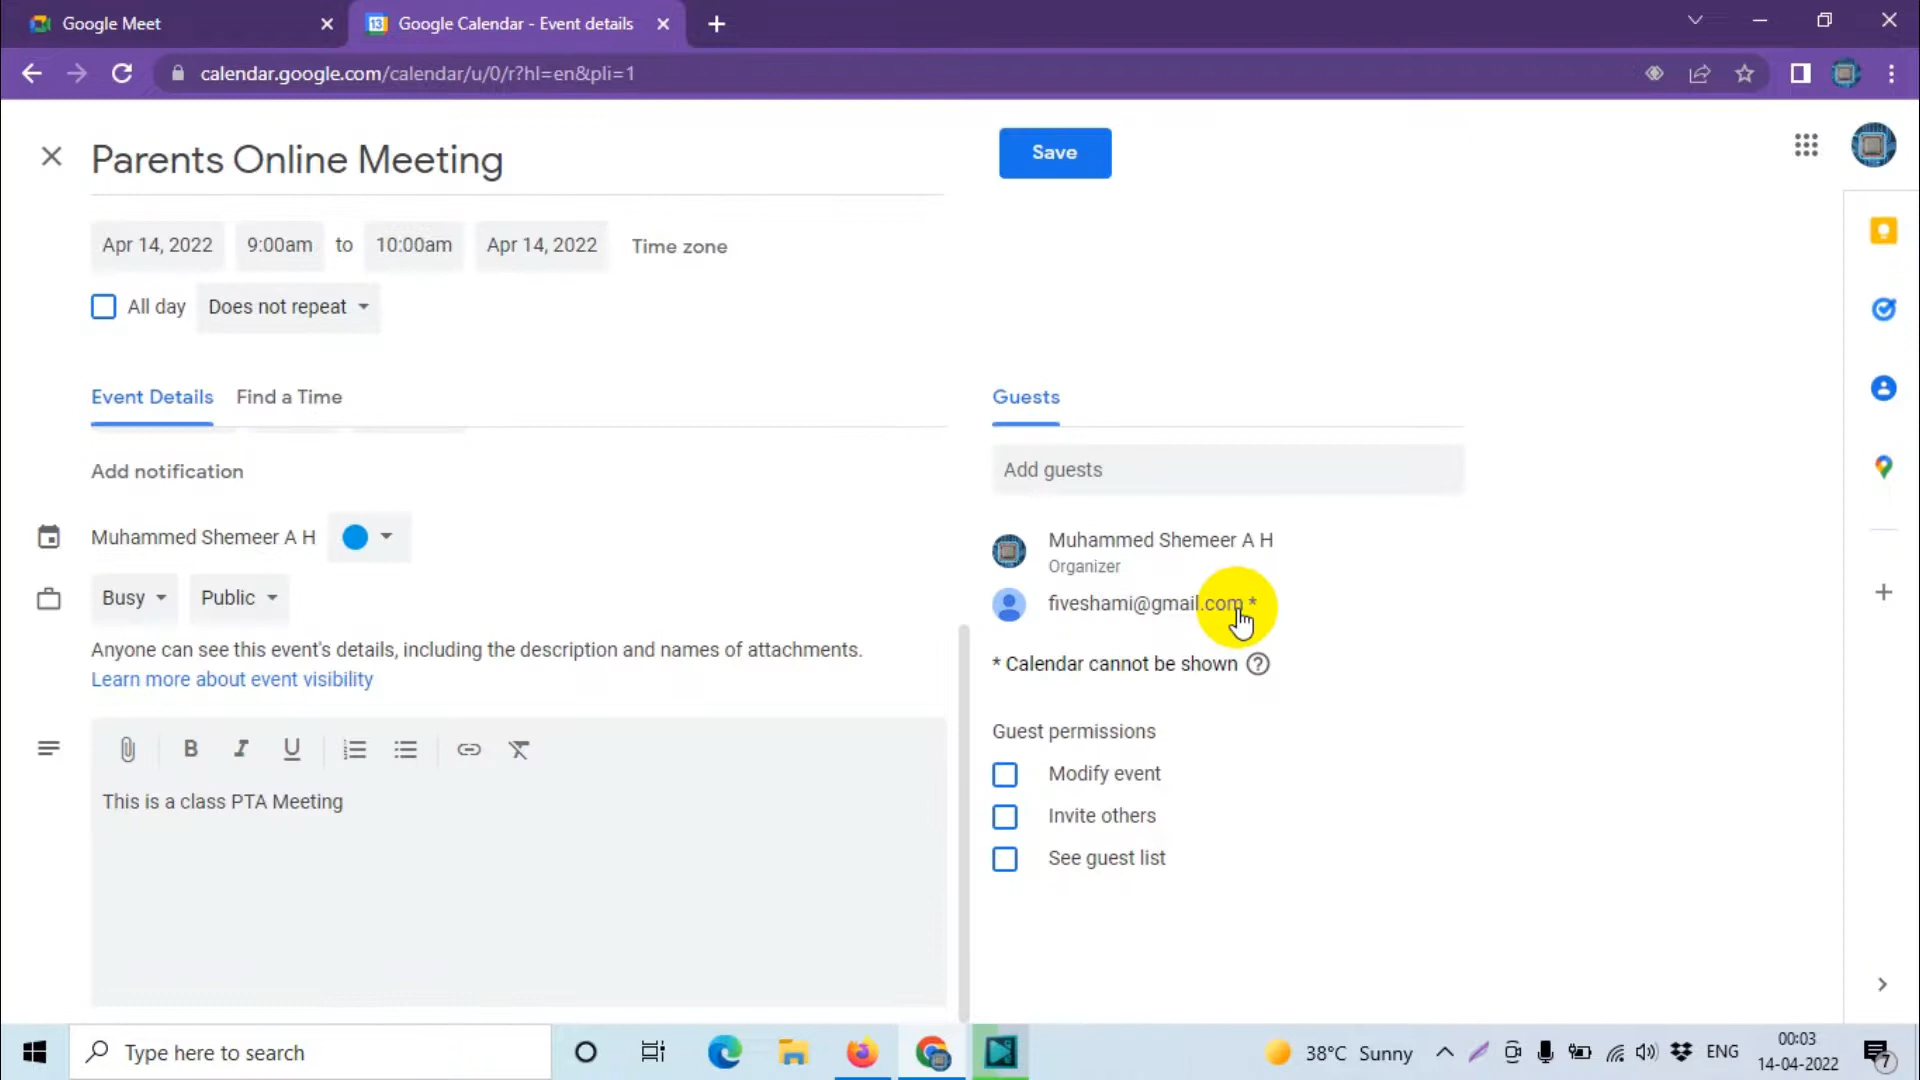 Google Meet
Google Calendar - Event details
calendar.google.com/calendar/u/0/r?hl=en&pli=1
Parents Online Meeting
Save
Apr 14, 2022 9:00am to 10:00am Apr 14, 2022 Time zone
All day Does not repeat
Event Details Find a Time
Guests
Add notification
Add guests
Muhammed Shemeer A H
Muhammed Shemeer A H
Organizer
Busy Public
fiveshami@gmail.com *
Anyone can see this event's details, including the description and names of attachments.
Learn more about event visibility
* Calendar cannot be shown ?
Guest permissions
B I U
Modify event
This is a class PTA Meeting
Invite others
See guest list
Type here to search
38°C Sunny
ENG
00:03
14-04-2022
7